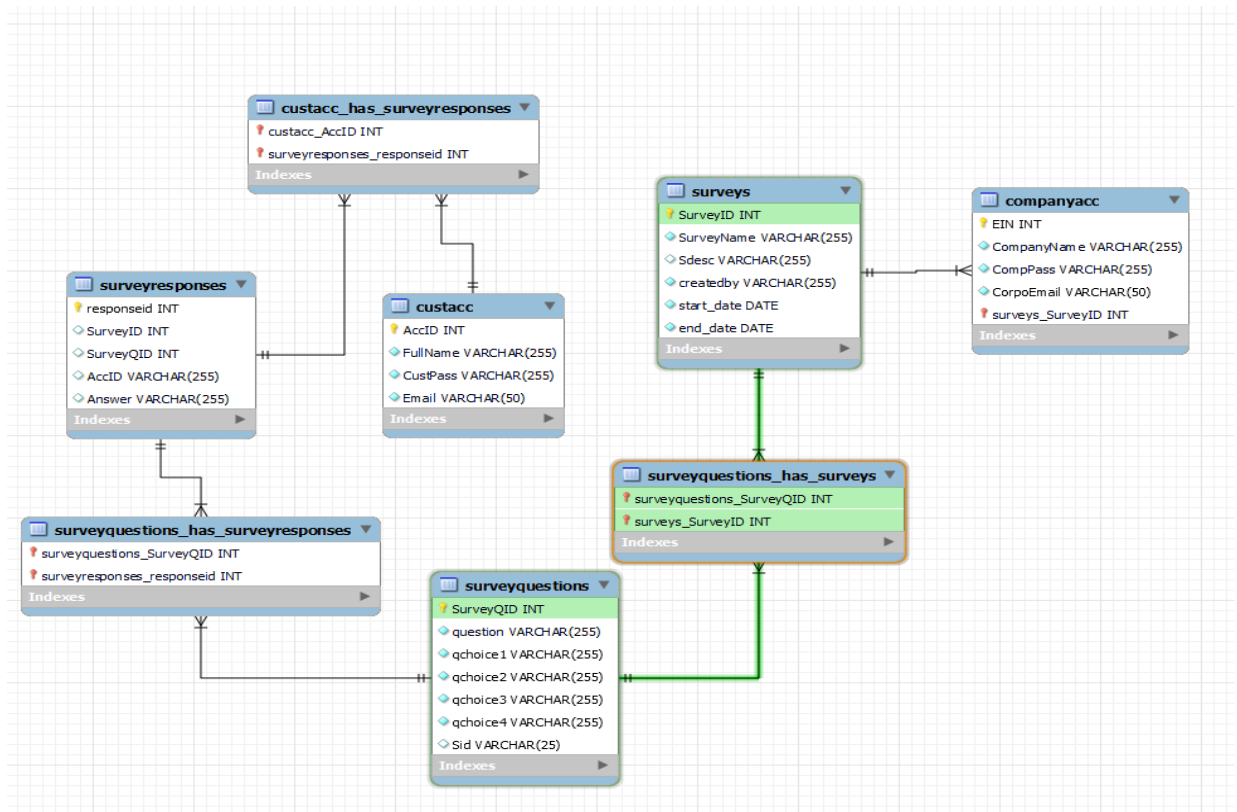 custacc_has_surveyresponses
custacc_AccID INT
surveyresponses_responseid INT
Indexes
surveys
SurveyID INT
SurveyName VARCHAR(255)
Sdesc VARCHAR(255)
createdby VARCHAR(255)
start_date DATE
end_date DATE
Indexes
companyacc
EIN INT
CompanyName VARCHAR(255)
CompPass VARCHAR(255)
CorpoEmail VARCHAR(50)
surveys_SurveyID INT
Indexes
surveyresponses
responseid INT
SurveyID INT
SurveyQID INT
AccID VARCHAR(255)
Answer VARCHAR(255)
Indexes
custacc
AccID INT
FullName VARCHAR(255)
CustPass VARCHAR(255)
Email VARCHAR(50)
Indexes
surveyquestions_has_surveys
surveyquestions_SurveyQID INT
surveys_SurveyID INT
Indexes
surveyquestions_has_surveyresponses
surveyquestions_SurveyQID INT
surveyresponses_responseid INT
Indexes
surveyquestions
SurveyQID INT
question VARCHAR(255)
qchoice1 VARCHAR(255)
qchoice2 VARCHAR(255)
qchoice3 VARCHAR(255)
qchoice4 VARCHAR(255)
Sid VARCHAR(25)
Indexes